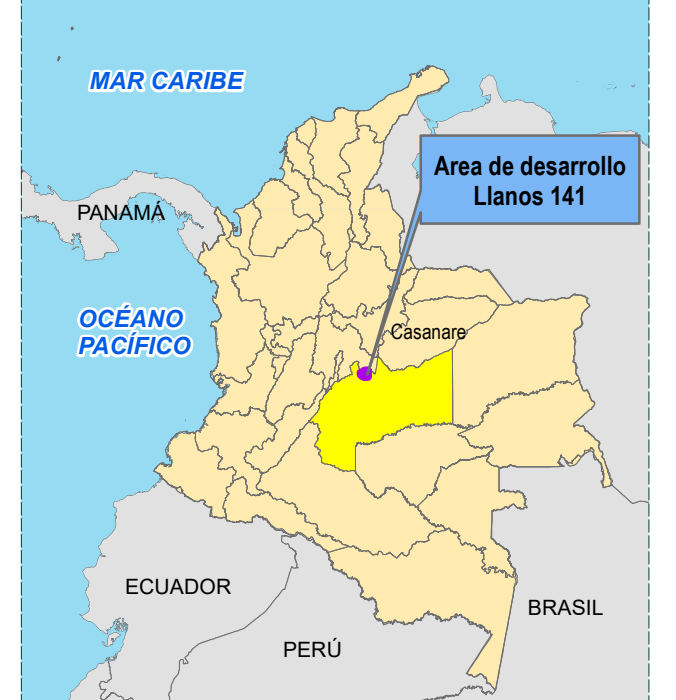 MAR CARIBE
Area de desarrollo
Llanos 141
PANAMÁ
OCÉANO
PACÍFICO
Casanare
ECUADOR
PERÚ
BRASIL